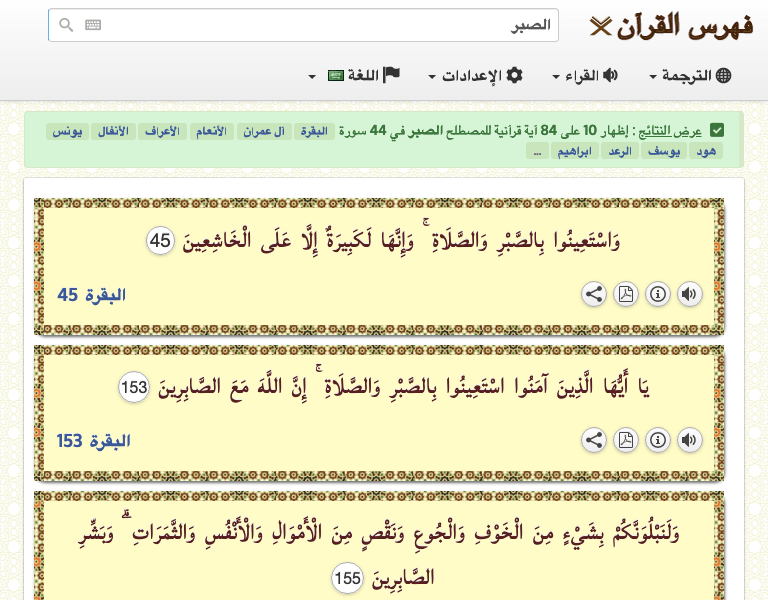 فهرس القرآن
الصبر
الترجمة القراء الإعدادات اللغة
عرض النتائج : إظهار 10 على 84 آية قرآنية للمصطلح الصبر في 44 سورة البقرة آل عمران الأنعام الأعراف الأنفال يونس
هود يوسف الرعد ابراهيم ...
وَاسْتَعِينُوا بِالصَّبْرِ وَالصَّلَاةِ ۚ وَإِنَّهَا لَكَبِيرَةٌ إِلَّا عَلَى الْخَاشِعِينَ 45
البقرة 45
يَا أَيُّهَا الَّذِينَ آمَنُوا اسْتَعِينُوا بِالصَّبْرِ وَالصَّلَاةِ ۚ إِنَّ اللَّهَ مَعَ الصَّابِرِينَ 153
البقرة 153
وَلَنَبْلُوَنَّكُمْ بِشَيْءٍ مِنَ الْخَوْفِ وَالْجُوعِ وَنَقْصٍ مِنَ الْأَمْوَالِ وَالْأَنْفُسِ وَالثَّمَرَاتِ ۗ وَبَشِّرِ
الصَّابِرِينَ 155